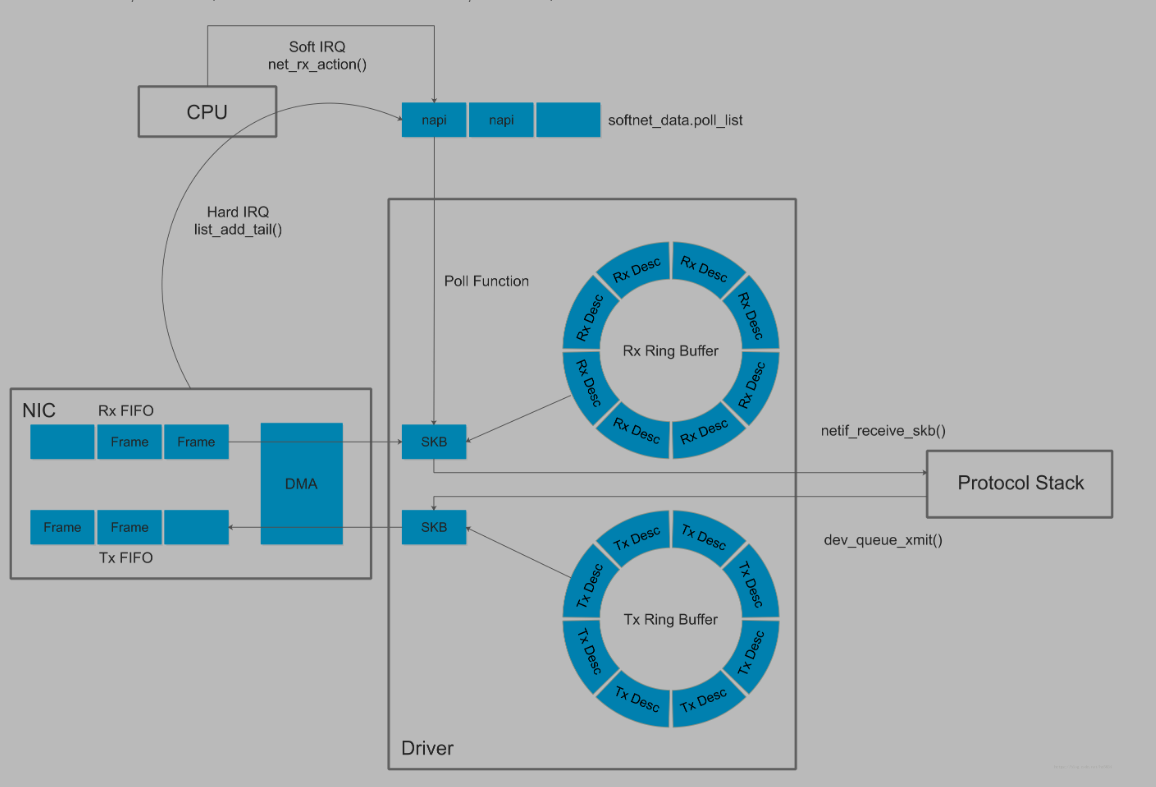 Soft IRQ
net_rx_action()
CPU
napi
napi
softnet_data.poll_list
Hard IRQ
list_add_tail()
Poll Function
Rx Desc
Rx Desc
Rx Desc
Rx Desc
Rx Desc
Rx Desc
Rx Desc
Rx Desc
Rx Ring Buffer
NIC
Rx FIFO
Frame
Frame
DMA
SKB
netif_receive_skb()
Protocol Stack
Frame
Frame
Tx FIFO
SKB
dev_queue_xmit()
Tx Desc
Tx Desc
Tx Desc
Tx Desc
Tx Desc
Tx Desc
Tx Desc
Tx Desc
Tx Ring Buffer
Driver